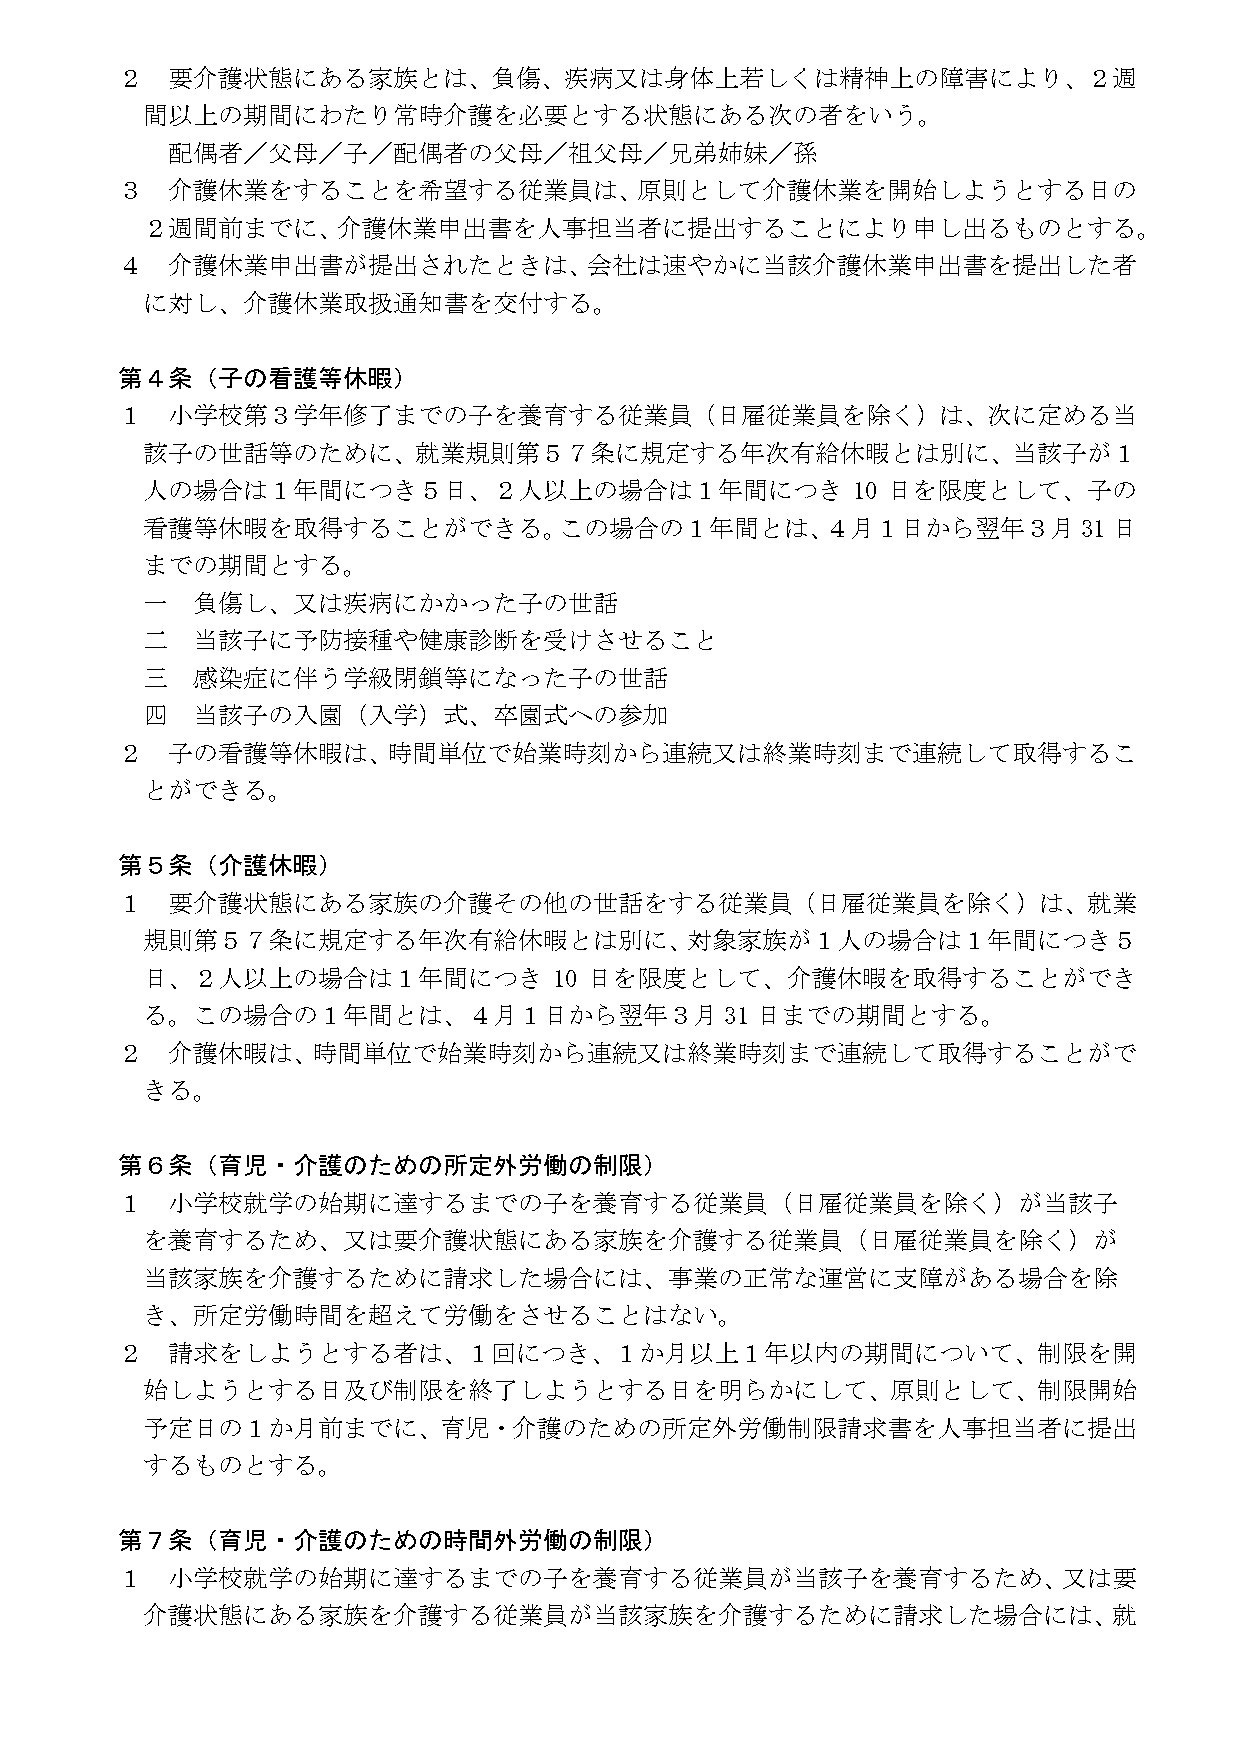 ２　要介護状態にある家族とは、負傷、疾病又は身体上若しくは精神上の障害により、２週
間以上の期間にわたり常時介護を必要とする状態にある次の者をいう。
配偶者／父母／子／配偶者の父母／祖父母／兄弟姉妹／孫
３　介護休業をすることを希望する従業員は、原則として介護休業を開始しようとする日の
２週間前までに、介護休業申出書を人事担当者に提出することにより申し出るものとする。
４　介護休業申出書が提出されたときは、会社は速やかに当該介護休業申出書を提出した者
に対し、介護休業取扱通知書を交付する。
第４条（子の看護等休暇）
１　小学校第３学年修了までの子を養育する従業員（日雇従業員を除く）は、次に定める当
該子の世話等のために、就業規則第５７条に規定する年次有給休暇とは別に、当該子が１
人の場合は１年間につき５日、２人以上の場合は１年間につき 10 日を限度として、子の
看護等休暇を取得することができる。この場合の１年間とは、４月１日から翌年３月 31 日
までの期間とする。
一　負傷し、又は疾病にかかった子の世話
二　当該子に予防接種や健康診断を受けさせること
三　感染症に伴う学級閉鎖等になった子の世話
四　当該子の入園（入学）式、卒園式への参加
２　子の看護等休暇は、時間単位で始業時刻から連続又は終業時刻まで連続して取得するこ
とができる。
第５条（介護休暇）
１　要介護状態にある家族の介護その他の世話をする従業員（日雇従業員を除く）は、就業
規則第５７条に規定する年次有給休暇とは別に、対象家族が１人の場合は１年間につき５
日、２人以上の場合は１年間につき 10 日を限度として、介護休暇を取得することができ
る。この場合の１年間とは、４月１日から翌年３月 31 日までの期間とする。
２　介護休暇は、時間単位で始業時刻から連続又は終業時刻まで連続して取得することがで
きる。
第６条（育児・介護のための所定外労働の制限）
１　小学校就学の始期に達するまでの子を養育する従業員（日雇従業員を除く）が当該子
を養育するため、又は要介護状態にある家族を介護する従業員（日雇従業員を除く）が
当該家族を介護するために請求した場合には、事業の正常な運営に支障がある場合を除
き、所定労働時間を超えて労働をさせることはない。
２　請求をしようとする者は、１回につき、１か月以上１年以内の期間について、制限を開
始しようとする日及び制限を終了しようとする日を明らかにして、原則として、制限開始
予定日の１か月前までに、育児・介護のための所定外労働制限請求書を人事担当者に提出
するものとする。
第７条（育児・介護のための時間外労働の制限）
１　小学校就学の始期に達するまでの子を養育する従業員が当該子を養育するため、又は要
介護状態にある家族を介護する従業員が当該家族を介護するために請求した場合には、就